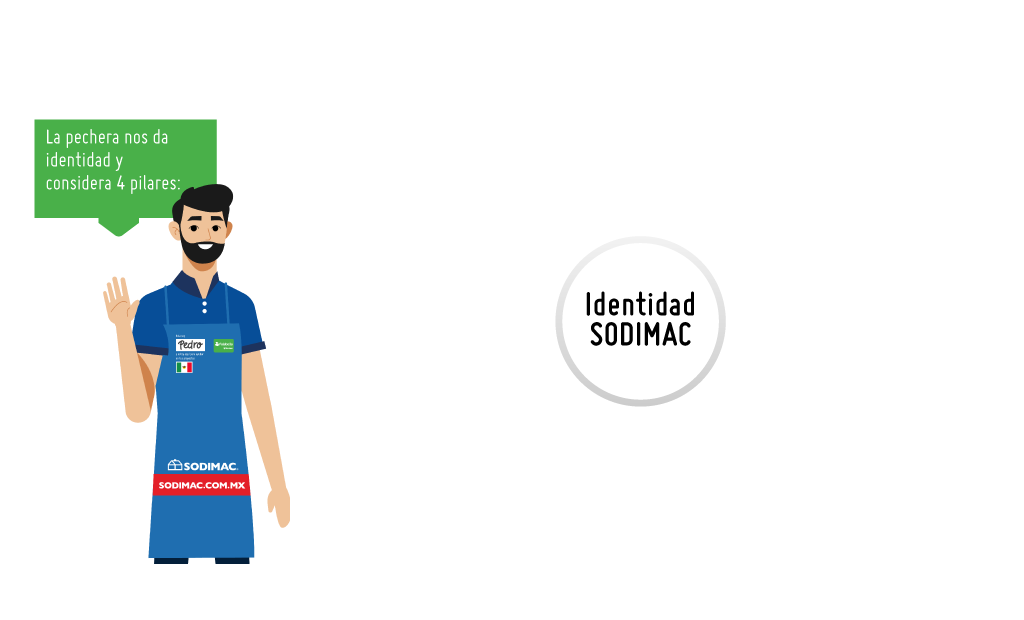 La pechera nos da
identidad y
considera 4 pilares:
Pedro
SODIMAC
SODIMAC.COM.MX
Identidad
SODIMAC